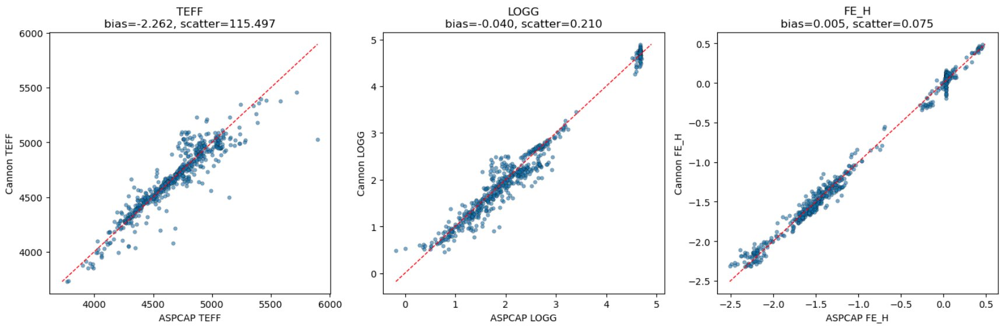 TEFF
bias=-2.262, scatter=115.497
6000
5500
5000
4500
4000
Cannon TEFF
4000 4500 5000 5500 6000
ASPCAP TEFF
LOGG
bias=-0.040, scatter=0.210
5
4
3
2
1
0
Cannon LOGG
0 1 2 3 4 5
ASPCAP LOGG
FE_H
bias=0.005, scatter=0.075
0.5
0.0
−0.5
−1.0
−1.5
−2.0
−2.5
Cannon FE_H
−2.5 −2.0 −1.5 −1.0 −0.5 0.0 0.5
ASPCAP FE_H